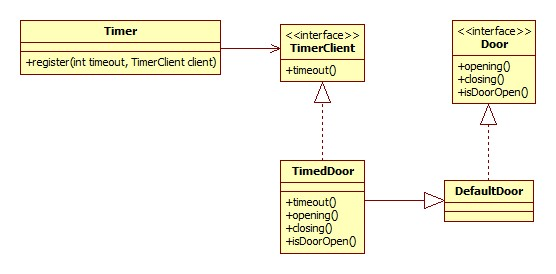 Timer
+register(int timeout, TimerClient client)
<<interface>>
TimerClient
+timeout()
<<interface>>
Door
+opening()
+closing()
+isDoorOpen()
TimedDoor
+timeout()
+opening()
+closing()
+isDoorOpen()
DefaultDoor